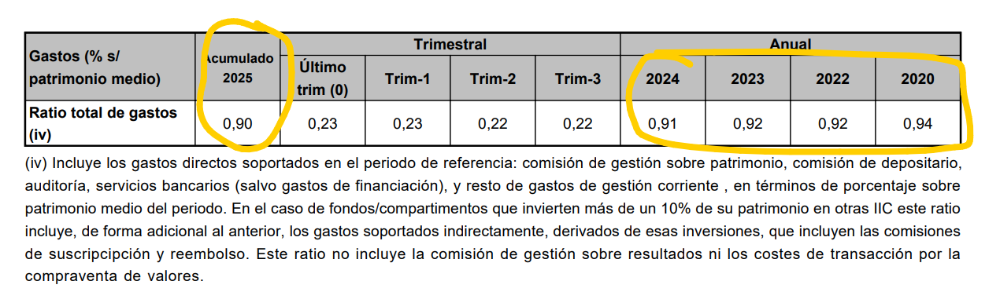 Gastos (% s/ patrimonio medio) Acumulado 2025 Trimestral Anual
Último trim (0) Trim-1 Trim-2 Trim-3 2024 2023 2022 2020
Ratio total de gastos (iv) 0,90 0,23 0,23 0,22 0,22 0,91 0,92 0,92 0,94
(iv) Incluye los gastos directos soportados en el periodo de referencia: comisión de gestión sobre patrimonio, comisión de depositario,
auditoría, servicios bancarios (salvo gastos de financiación), y resto de gastos de gestión corriente , en términos de porcentaje sobre
patrimonio medio del periodo. En el caso de fondos/compartimentos que invierten más de un 10% de su patrimonio en otras IIC este ratio
incluye, de forma adicional al anterior, los gastos soportados indirectamente, derivados de esas inversiones, que incluyen las comisiones
de suscripcipción y reembolso. Este ratio no incluye la comisión de gestión sobre resultados ni los costes de transacción por la
compraventa de valores.